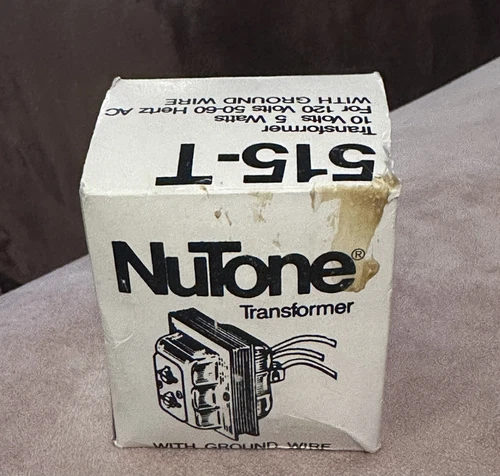 515-T
Transformer
10 Volts 5 Watts
For 120 Volts 50-60 Hertz AC
WITH GROUND WIRE
NuTone®
Transformer
WITH GROUND WIRE